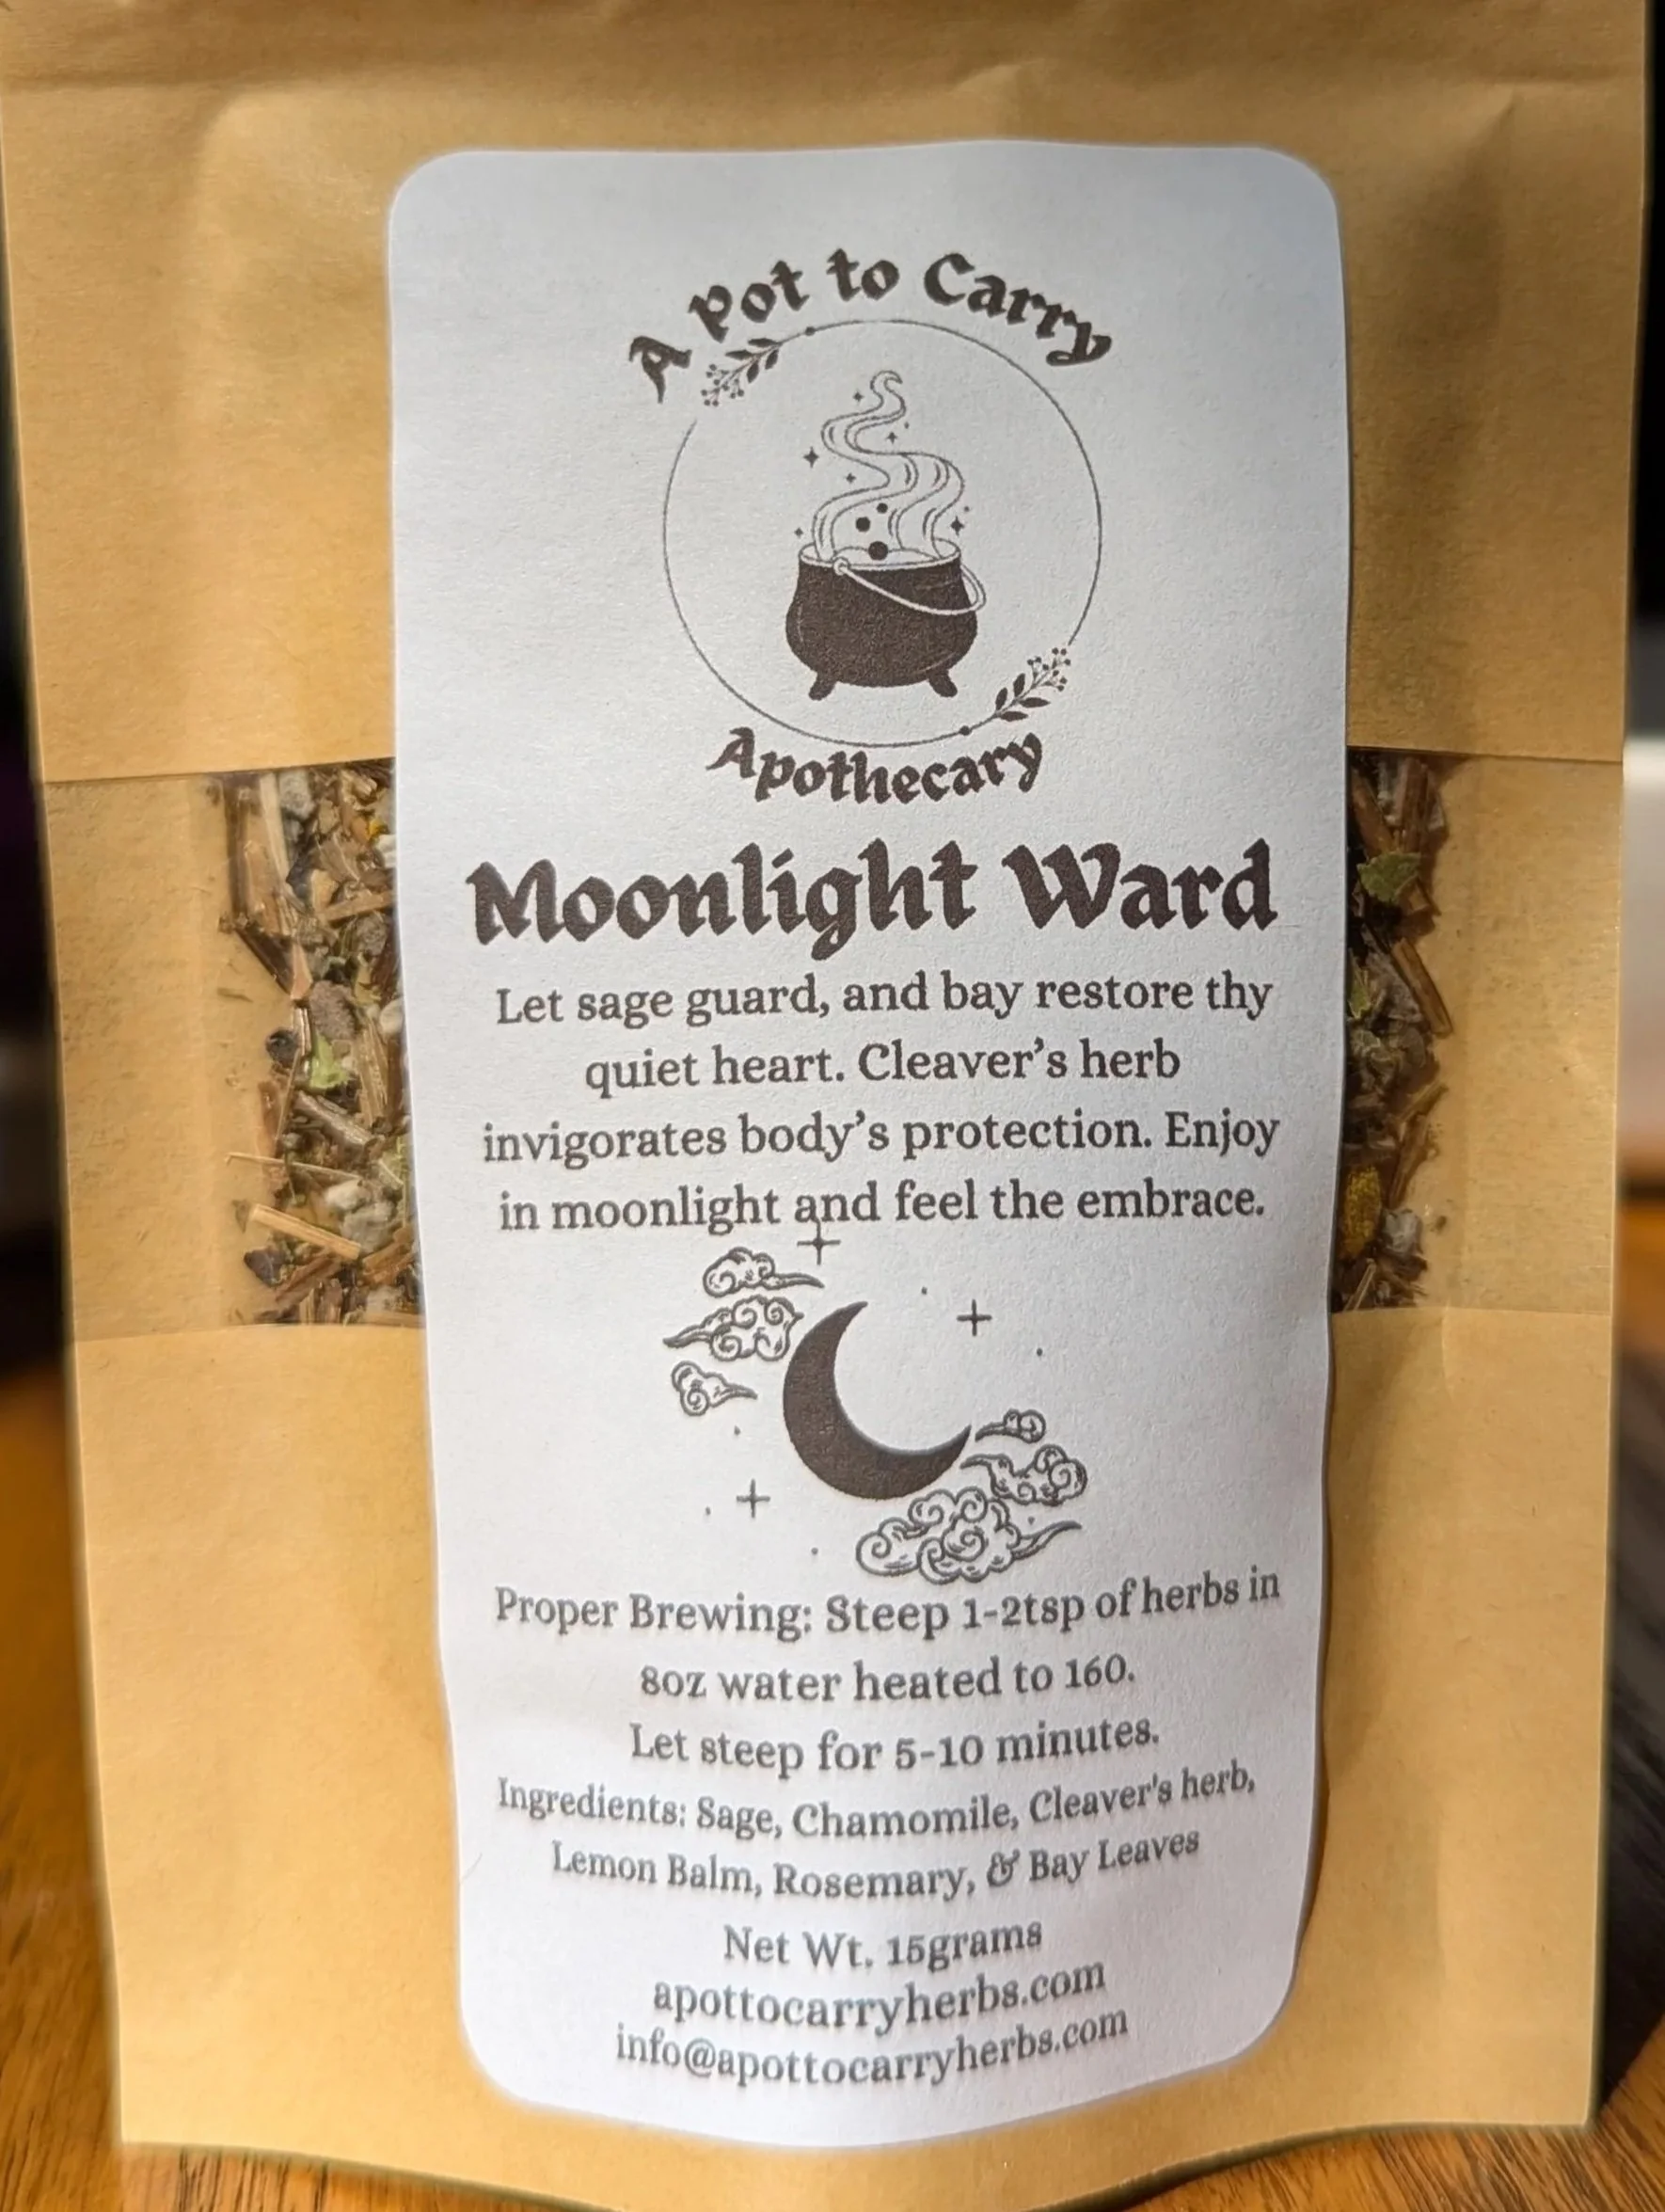 A Pot to Carry
Apothecary
Moonlight Ward
Let sage guard, and bay restore thy
quiet heart. Cleaver's herb
invigorates body's protection. Enjoy
in moonlight and feel the embrace.
Proper Brewing: Steep 1-2tsp of herbs in
8oz water heated to 160.
Let steep for 5-10 minutes.
Ingredients: Sage, Chamomile, Cleaver's herb,
Lemon Balm, Rosemary, & Bay Leaves
Net Wt. 15grams
apottocarryherbs.com
info@apottocarryherbs.com